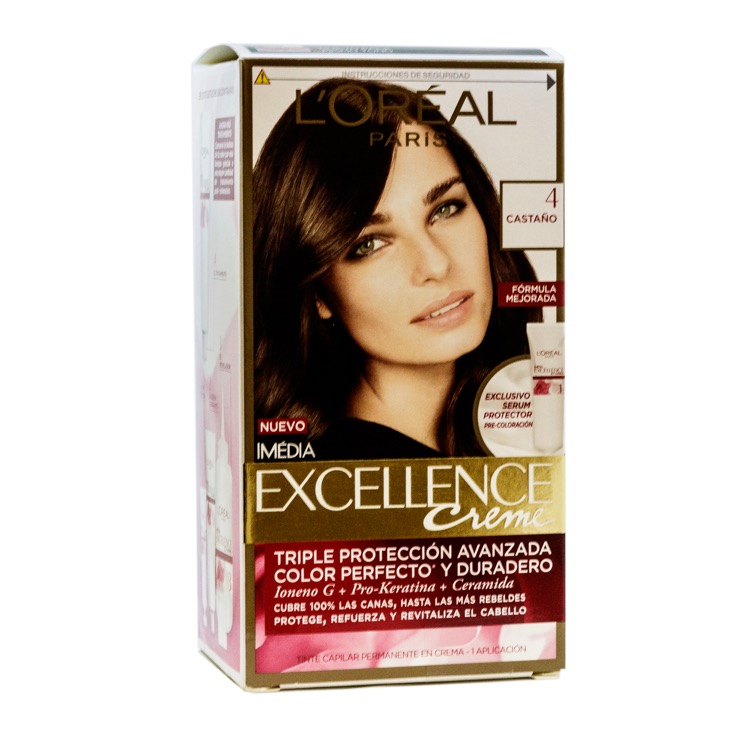 INSTRUCCIONES DE SEGURIDAD
L'ORÉAL
PARIS
4
CASTAÑO
FÓRMULA
MEJORADA
L'ORÉAL
EXCLUSIVO
SERUM
PROTECTOR
PRE-COLORACIÓN
NUEVO
IMÉDIA
EXCELLENCE
Creme
TRIPLE PROTECCIÓN AVANZADA
COLOR PERFECTO* Y DURADERO
Ioneno G + Pro-Keratina + Ceramida
CUBRE 100% LAS CANAS, HASTA LAS MÁS REBELDES
PROTEGE, REFUERZA Y REVITALIZA EL CABELLO
TINTE CAPILAR PERMANENTE EN CREMA - 1 APLICACIÓN